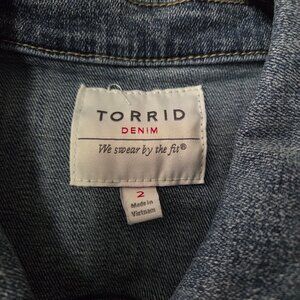 TORRID
DENIM
We swear by the fit®
2
Made in
Vietnam